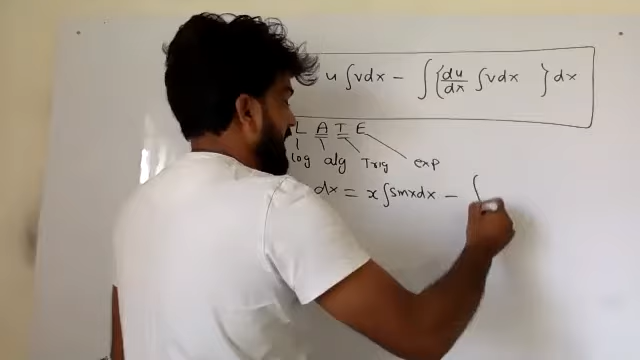 = u ∫vdx − ∫ {du/dx ∫vdx } dx
L A T E
log alg Trig exp
dx = x ∫sinxdx − ∫